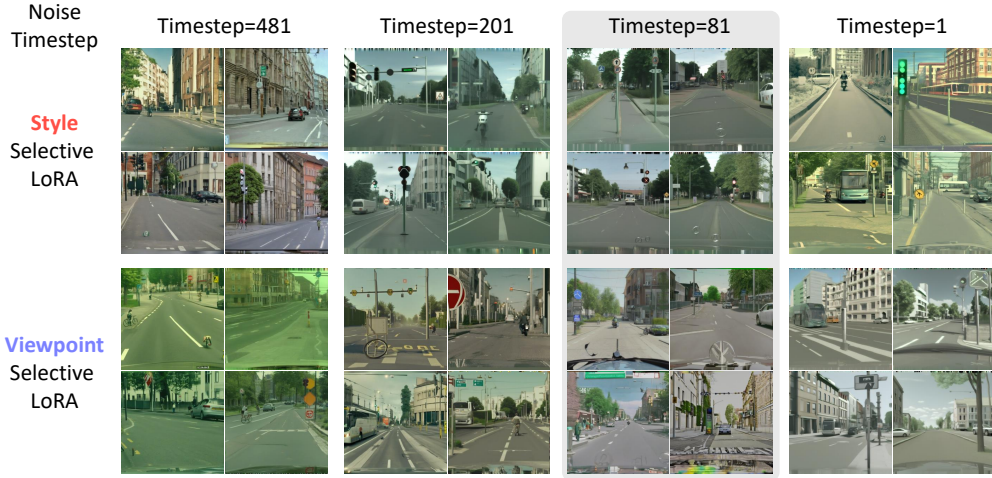 Noise
Timestep
Timestep=481
Timestep=201
Timestep=81
Timestep=1
Style
Selective
LoRA
Viewpoint
Selective
LoRA